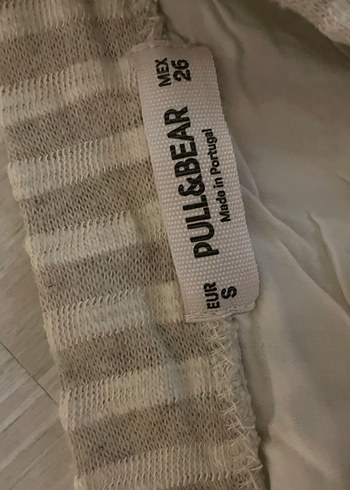 EUR
S
PULL&BEAR
Made in Portugal
MEX
26